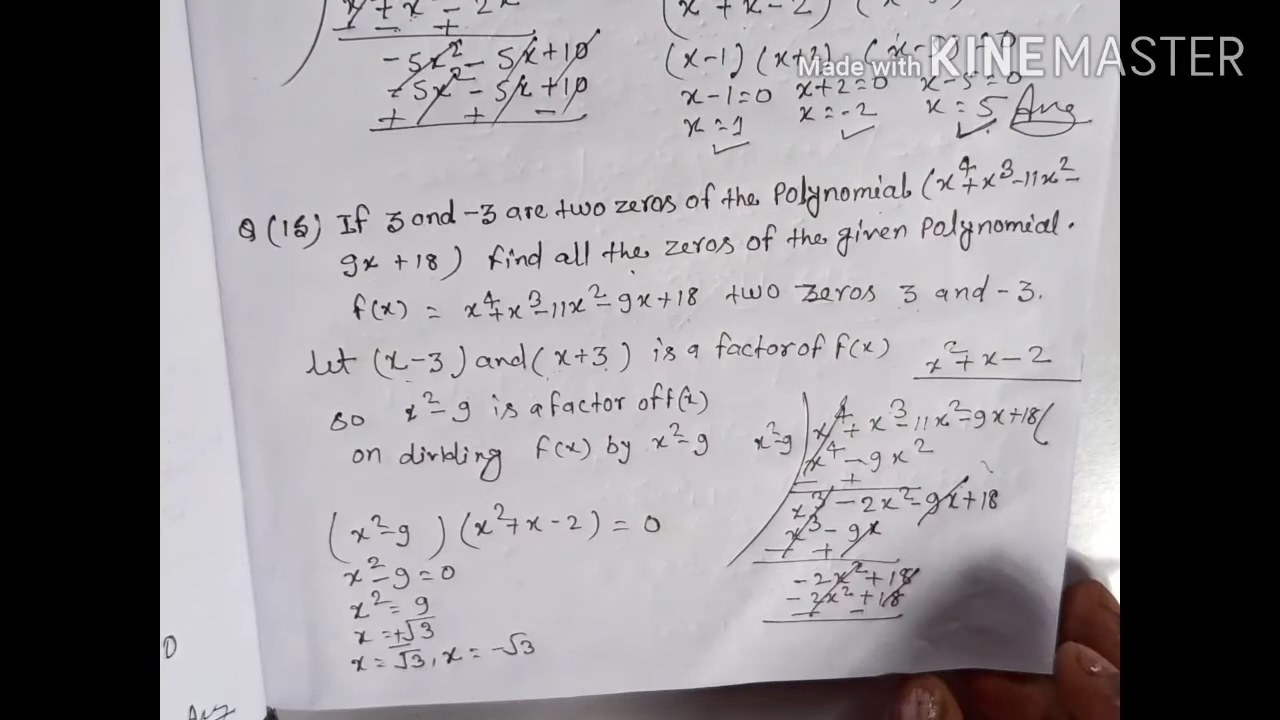 x + x² - 2x
- - +
-5x² - 5x + 10
-5x² - 5x + 10
+ + -
(x² + x - 2)
(x-1) (x+2)
x-1=0 x+2=0 x-5=0
x=1 x=-2 x=5 Ans
Made with KINEMASTER
Q(15) If 3 and -3 are two zeros of the Polynomial (x⁴+x³-11x²-
9x+18) find all the zeros of the given Polynomial.
f(x) = x⁴+x³-11x²-9x+18 two zeros 3 and -3.
Let (x-3) and (x+3) is a factor of f(x)
so x²-9 is a factor of f(x)
on dividing f(x) by x²-9
(x²-9) (x²+x-2) = 0
x²-9=0
x²=9
x=±√3
x=√3, x=-√3
x²+x-2
x²-9) x⁴+x³-11x²-9x+18(
x⁴-9x²
- +
x³-2x²-9x+18
x³-9x
- +
-2x²+18
-2x²+18
+ -
Ans